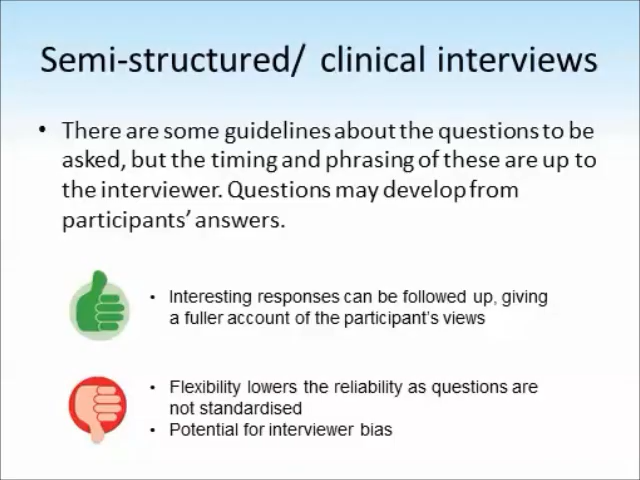 Semi-structured/ clinical interviews
• There are some guidelines about the questions to be
asked, but the timing and phrasing of these are up to
the interviewer. Questions may develop from
participants' answers.
• Interesting responses can be followed up, giving
a fuller account of the participant's views
• Flexibility lowers the reliability as questions are
not standardised
• Potential for interviewer bias